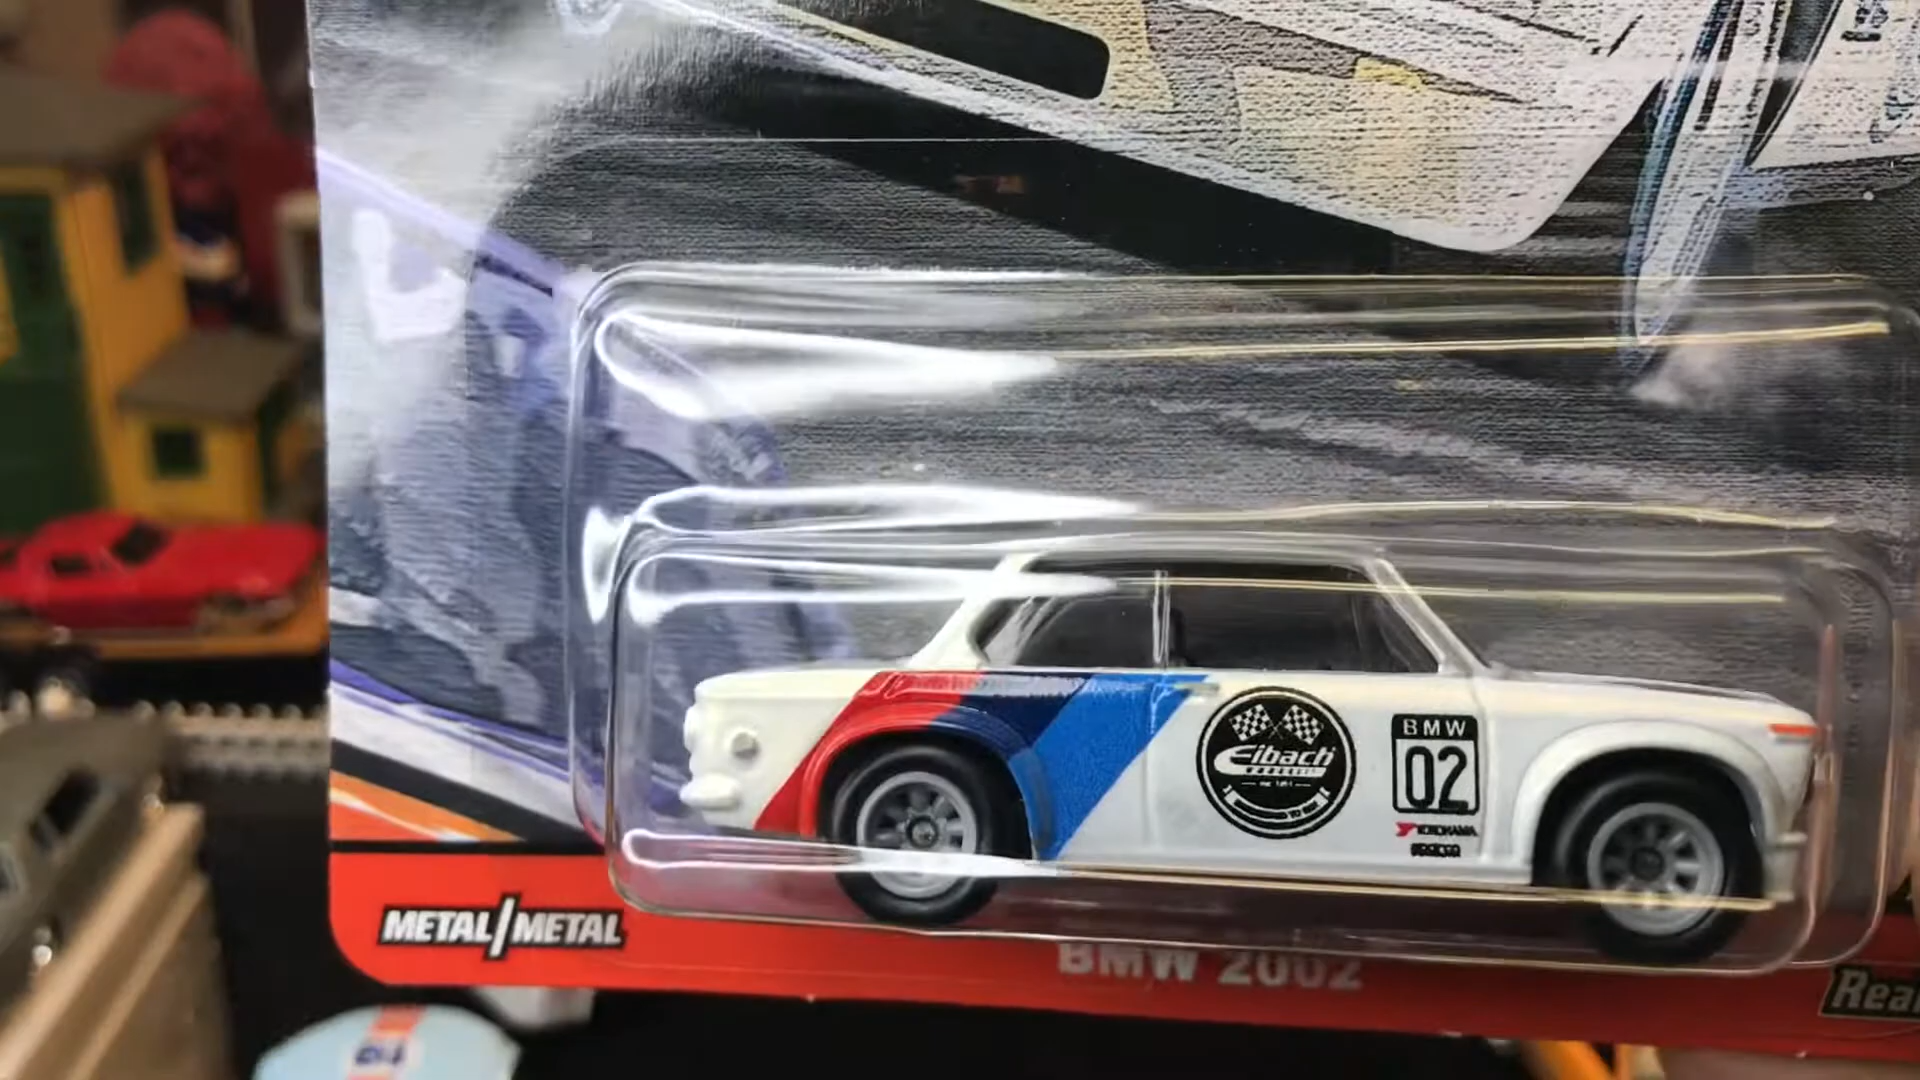 Eibach
BMW
02
YOKOHAMA
METAL/METAL
BMW 2002
Real